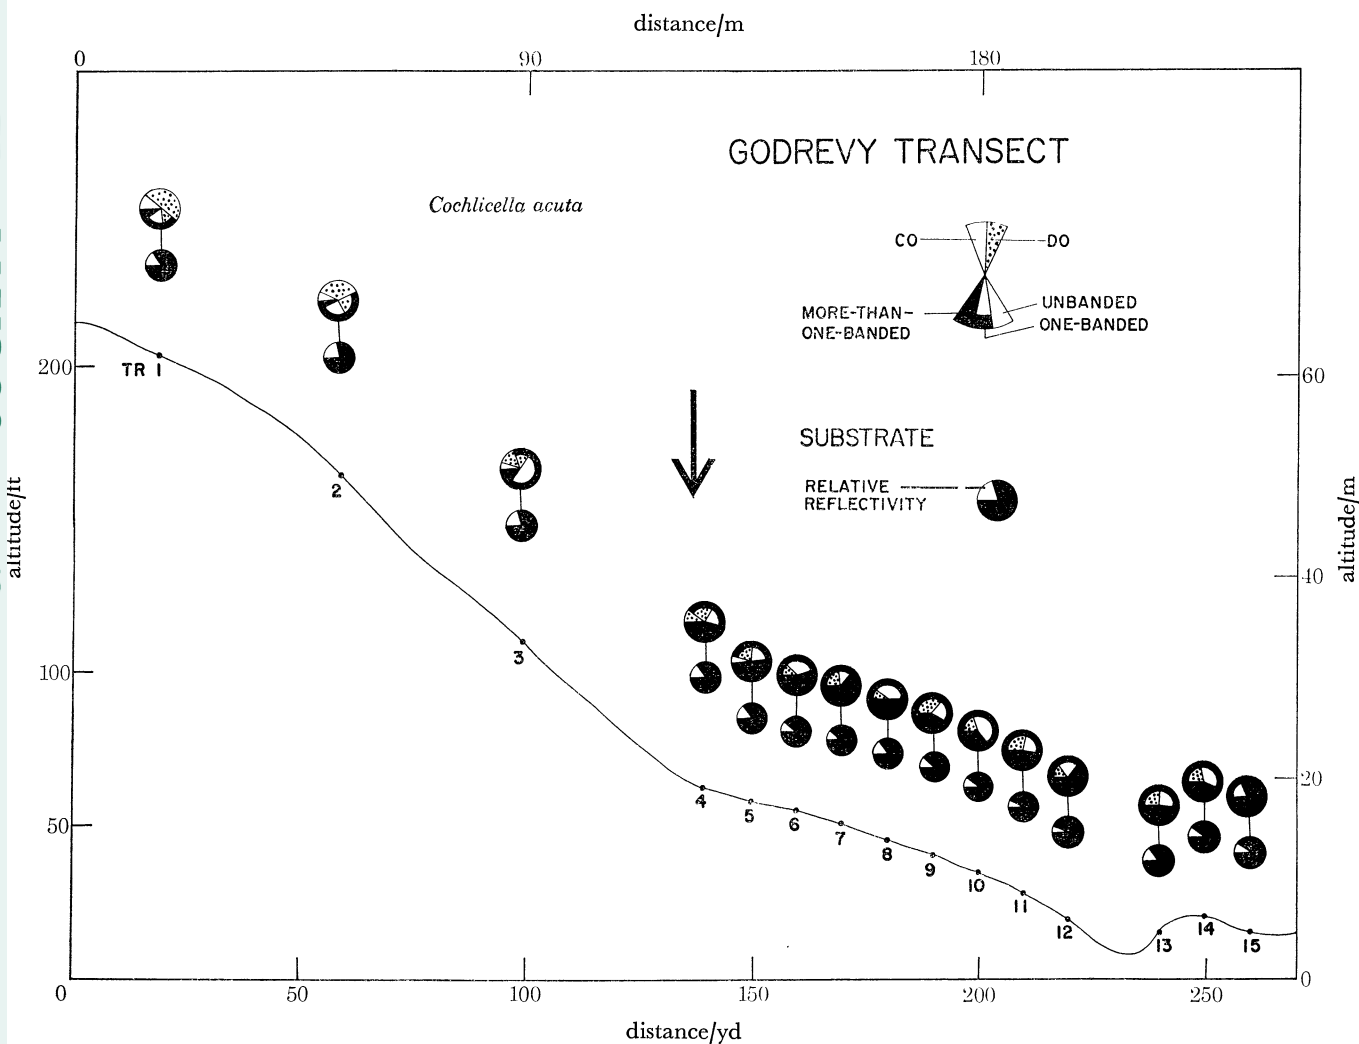 distance/m
0 90 180
GODREVY TRANSECT
Cochlicella acuta
CO DO
MORE-THAN-
ONE-BANDED
UNBANDED
ONE-BANDED
SUBSTRATE
RELATIVE
REFLECTIVITY
altitude/ft
200
100
50
altitude/m
60
40
20
0
TR 1
2
3
4
5
6
7
8
9
10
11
12
13
14
15
0 50 100 150 200 250
distance/yd